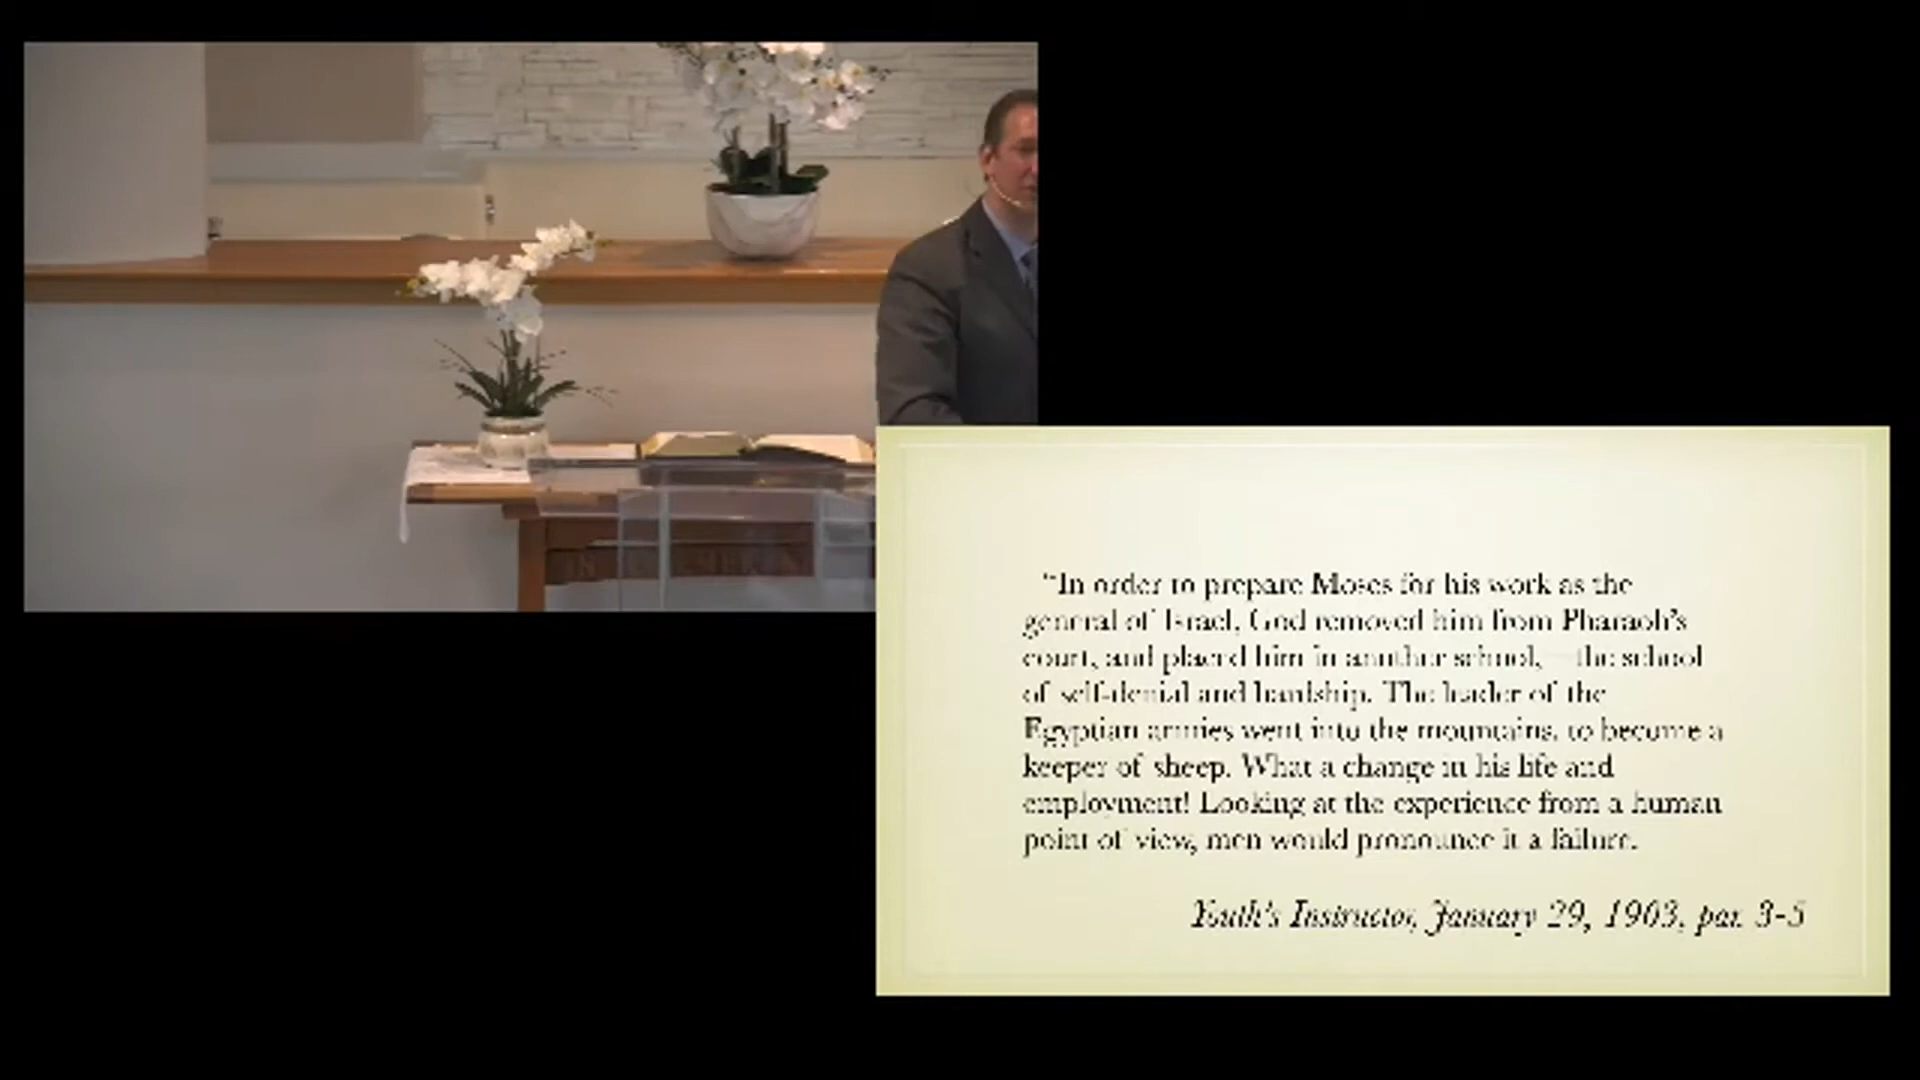 “In order to prepare Moses for his work as the
general of Israel, God removed him from Pharaoh’s
court, and placed him in another school,—the school
of self-denial and hardship. The leader of the
Egyptian armies went into the mountains, to become a
keeper of sheep. What a change in his life and
employment! Looking at the experience from a human
point of view, men would pronounce it a failure.
Youth’s Instructor, January 29, 1903, par. 3-5